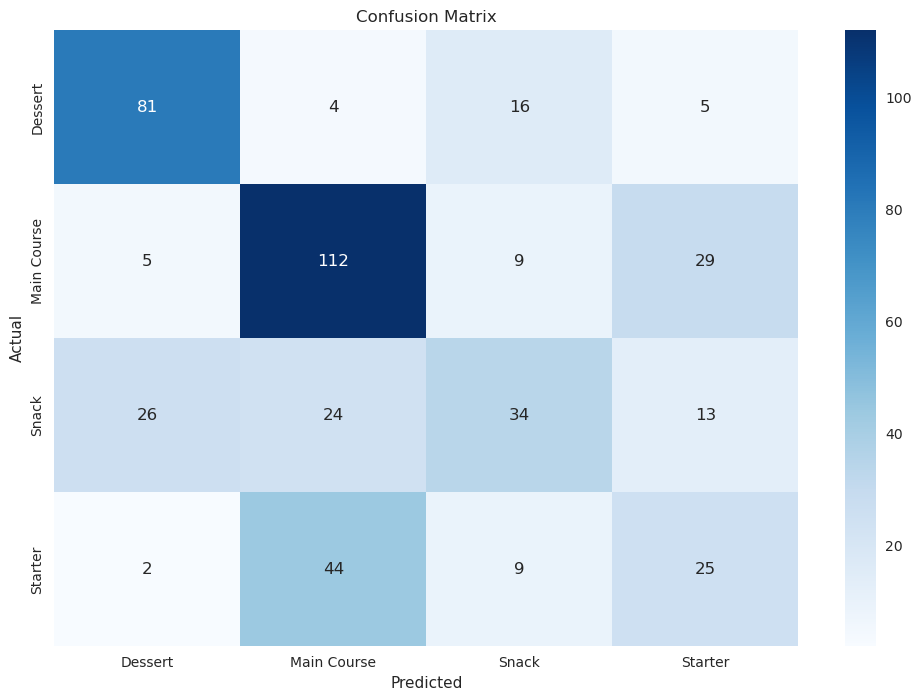 Confusion Matrix
Dessert 81 4 16 5
Main Course 5 112 9 29
Snack 26 24 34 13
Starter 2 44 9 25
Actual
Dessert Main Course Snack Starter
Predicted
100
80
60
40
20